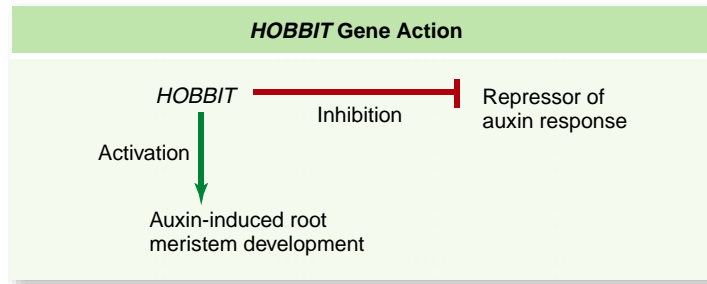 HOBBIT Gene Action
HOBBIT
Inhibition
Repressor of
auxin response
Activation
Auxin-induced root
meristem development